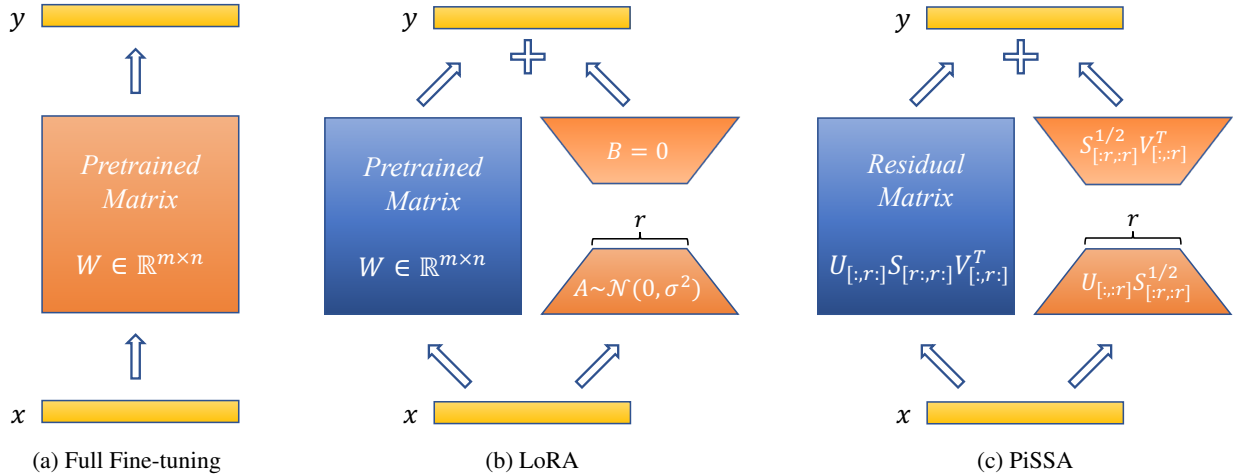 y
y
y
Pretrained
Matrix
W ∈ ℝ^{m×n}
Pretrained
Matrix
W ∈ ℝ^{m×n}
B = 0
r
A~𝒩(0, σ^2)
Residual
Matrix
U_{[:,r:]}S_{[r:,r:]}V^T_{[:,r:]}
S^{1/2}_{[:r,:r]}V^T_{[:,:r]}
r
U_{[:,:r]}S^{1/2}_{[:r,:r]}
x
x
x
(a) Full Fine-tuning
(b) LoRA
(c) PiSSA